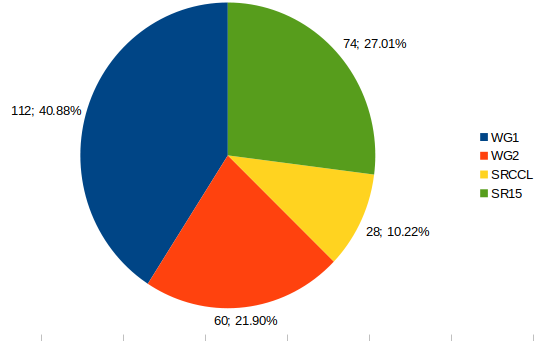 74; 27.01%
112; 40.88%
WG1
WG2
SRCCL
SR15
28; 10.22%
60; 21.90%